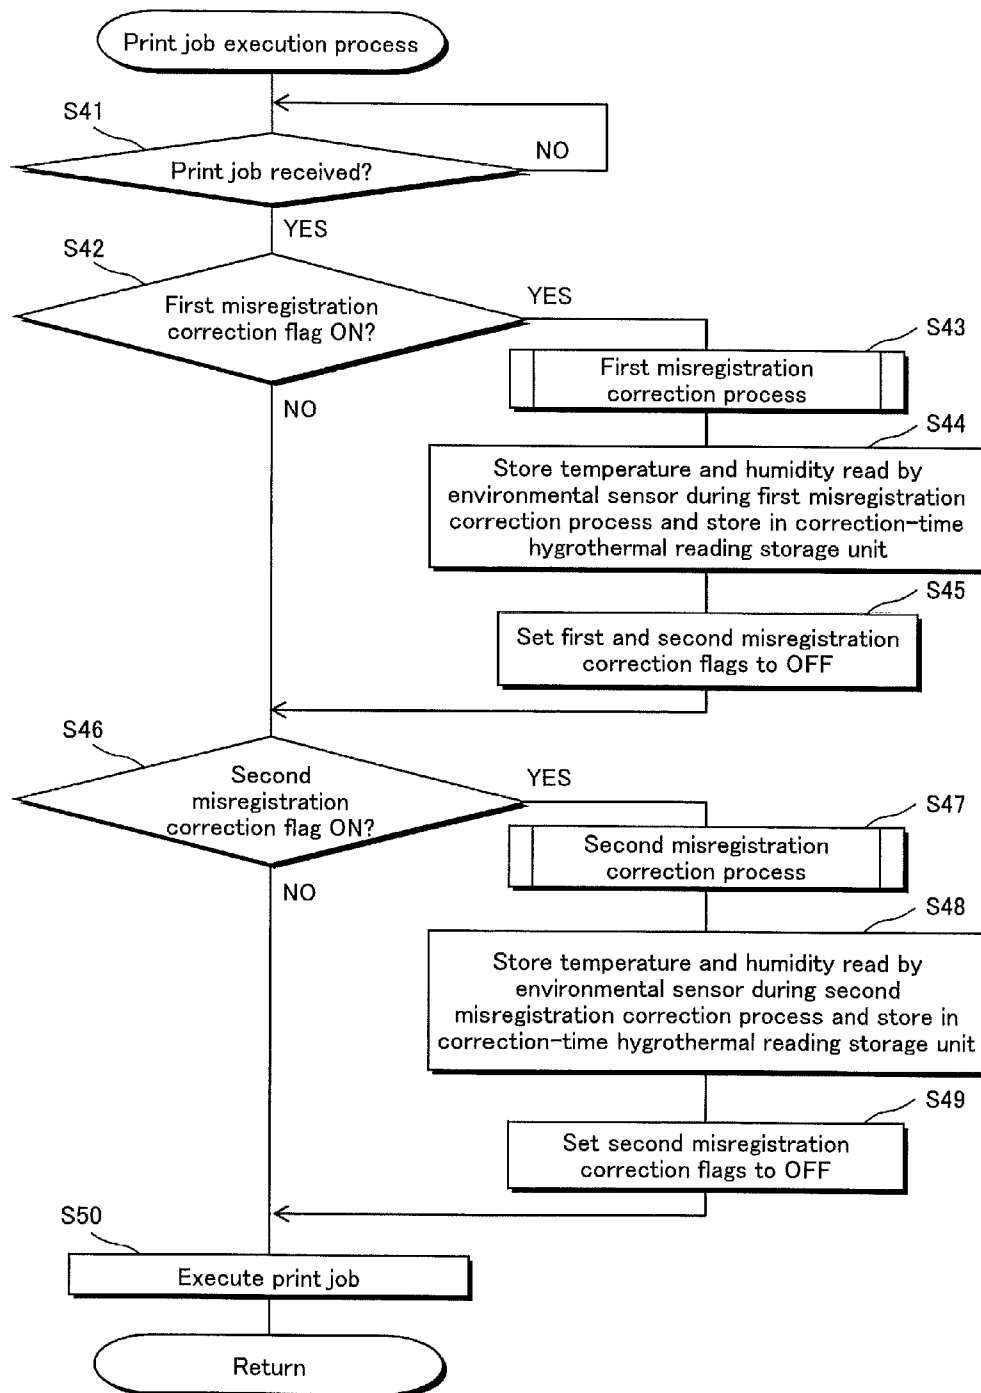 Print job execution process
S41
Print job received?
NO
YES
S42
First misregistration
correction flag ON?
YES
NO
S43
First misregistration
correction process
S44
Store temperature and humidity read by
environmental sensor during first misregistration
correction process and store in correction-time
hygrothermal reading storage unit
S45
Set first and second misregistration
correction flags to OFF
S46
Second
misregistration
correction flag ON?
YES
NO
S47
Second misregistration
correction process
S48
Store temperature and humidity read by
environmental sensor during second
misregistration correction process and store in
correction-time hygrothermal reading storage unit
S49
Set second misregistration
correction flags to OFF
S50
Execute print job
Return